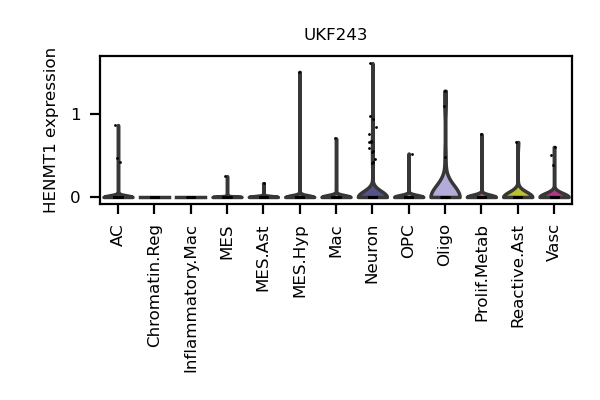 UKF243
HENMT1 expression
1
0
AC
Chromatin.Reg
Inflammatory.Mac
MES
MES.Ast
MES.Hyp
Mac
Neuron
OPC
Oligo
Prolif.Metab
Reactive.Ast
Vasc